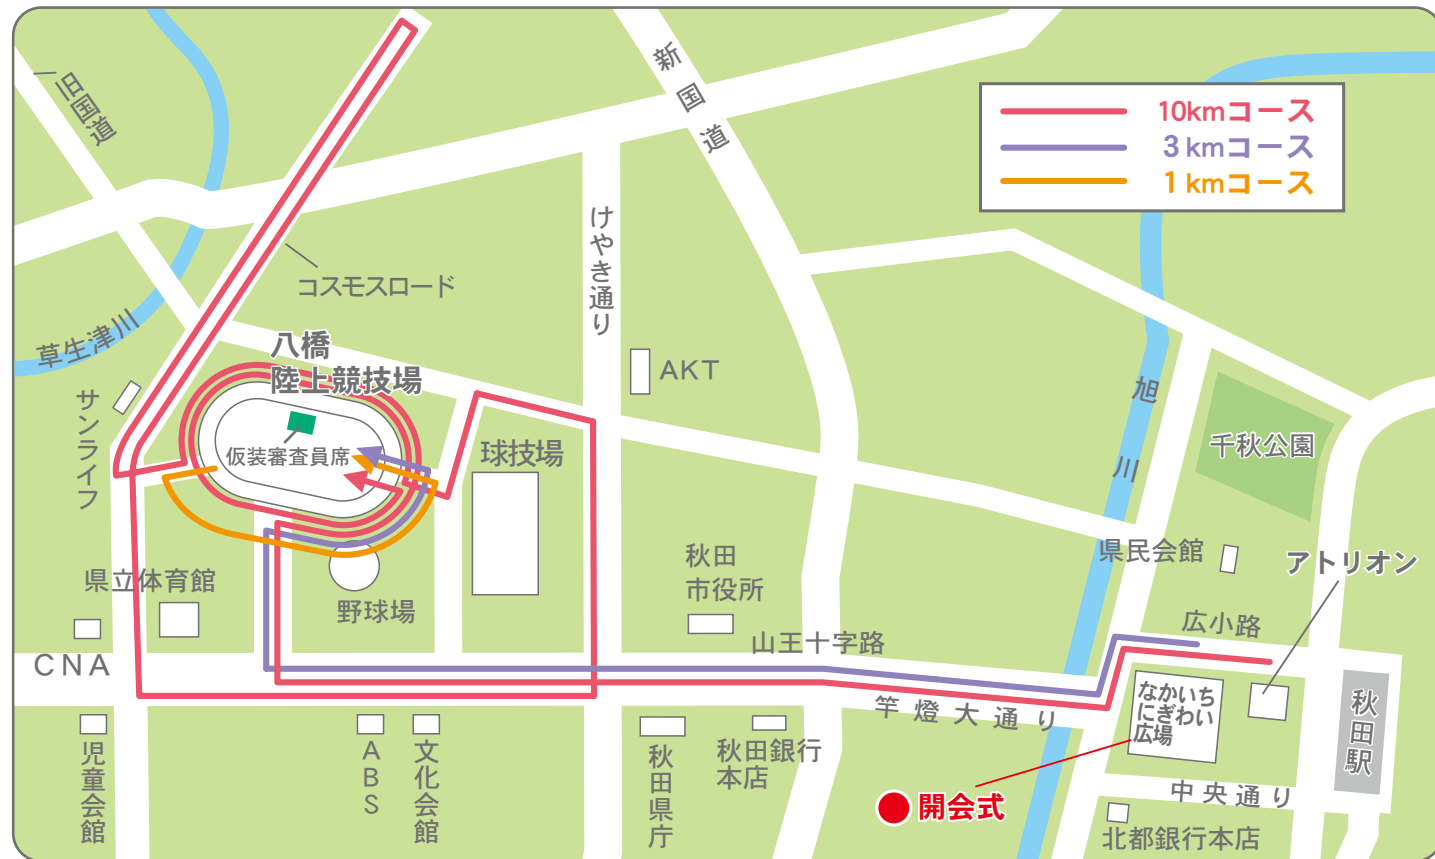 新国道
旧国道
10kmコース
3kmコース
1kmコース
けやき通り
コスモスロード
草生津川
八橋
陸上競技場
AKT
サンライフ
仮装審査員席
球技場
旭川
千秋公園
県民会館
アトリオン
県立体育館
野球場
秋田
市役所
広小路
山王十字路
CNA
竿燈大通り
なかいち
にぎわい
広場
秋田駅
児童会館
ABS
文化会館
秋田県庁
秋田銀行
本店
中央通り
開会式
北都銀行本店